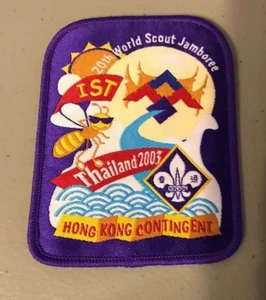 20th World Scout Jamboree
IST
Thailand 2003
HONG KONG CONTINGENT